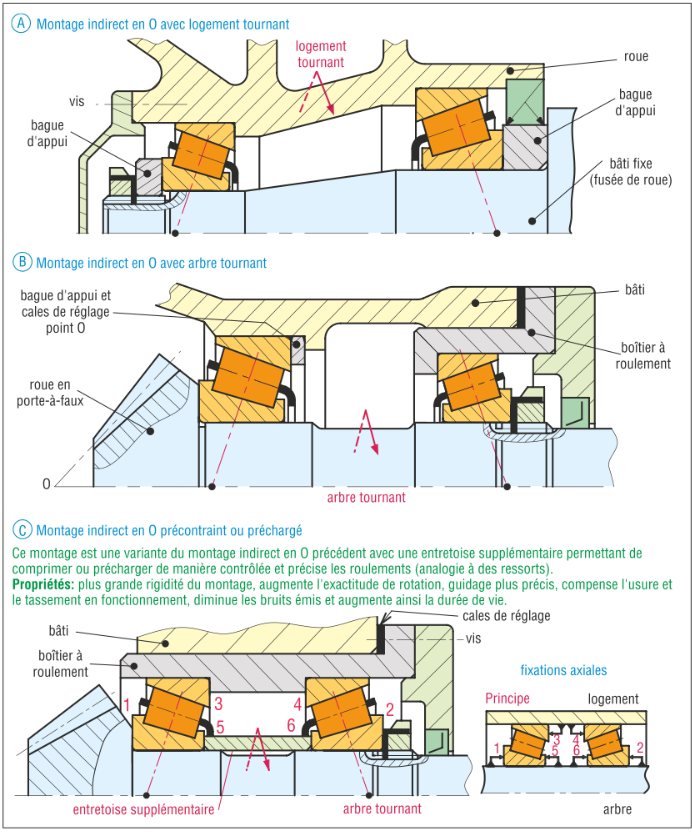 A Montage indirect en O avec logement tournant
logement
tournant
roue
vis
bague
d'appui
bague
d'appui
bâti fixe
(fusée de roue)
B Montage indirect en O avec arbre tournant
bague d'appui et
cales de réglage
point O
bâti
boîtier à
roulement
roue en
porte-à-faux
O
arbre tournant
C Montage indirect en O précontraint ou préchargé
Ce montage est une variante du montage indirect en O précédent avec une entretoise supplémentaire permettant de
comprimer ou précharger de manière contrôlée et précise les roulements (analogie à des ressorts).
Propriétés: plus grande rigidité du montage, augmente l'exactitude de rotation, guidage plus précis, compense l'usure et
le tassement en fonctionnement, diminue les bruits émis et augmente ainsi la durée de vie.
cales de réglage
bâti
vis
boîtier à
roulement
fixations axiales
1 3 4 2
5 6
Principe logement
1 3 4 2
5 6
entretoise supplémentaire
arbre tournant
arbre